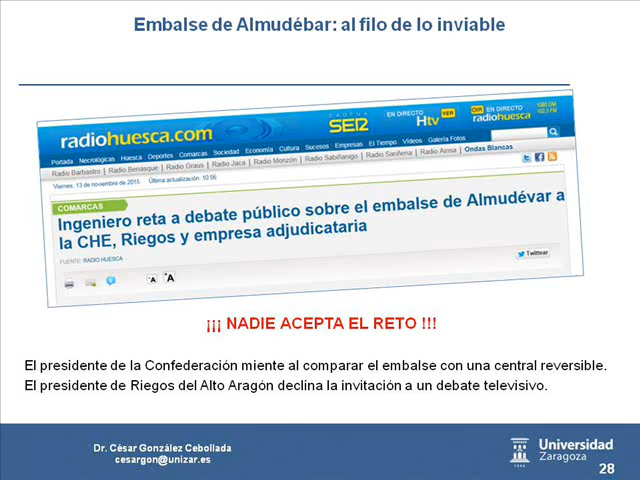 Embalse de Almudébar: al filo de lo inviable
radiohuesca.com
CADENA
SER
EN DIRECTO
Htv
VER
OIR
EN DIRECTO
radiohuesca
Portada Necrológicas Huesca Deportes Comarcas Sociedad Economía Cultura Sucesos Empresas El Tiempo Vídeos Galería Fotos
Radio Barbastro Radio Benasque Radio Graus Radio Jaca Radio Monzón Radio Sabiñánigo Radio Sariñena Radio Ainsa Ondas Blancas
Viernes, 13 de noviembre de 2015 Última actualización: 10:56
COMARCAS
Ingeniero reta a debate público sobre el embalse de Almudévar a
la CHE, Riegos y empresa adjudicataria
FUENTE: RADIO HUESCA
Twittear
A A
¡¡¡ NADIE ACEPTA EL RETO !!!
El presidente de la Confederación miente al comparar el embalse con una central reversible.
El presidente de Riegos del Alto Aragón declina la invitación a un debate televisivo.
Dr. César González Cebollada
cesargon@unizar.es
Universidad
Zaragoza
1542
28